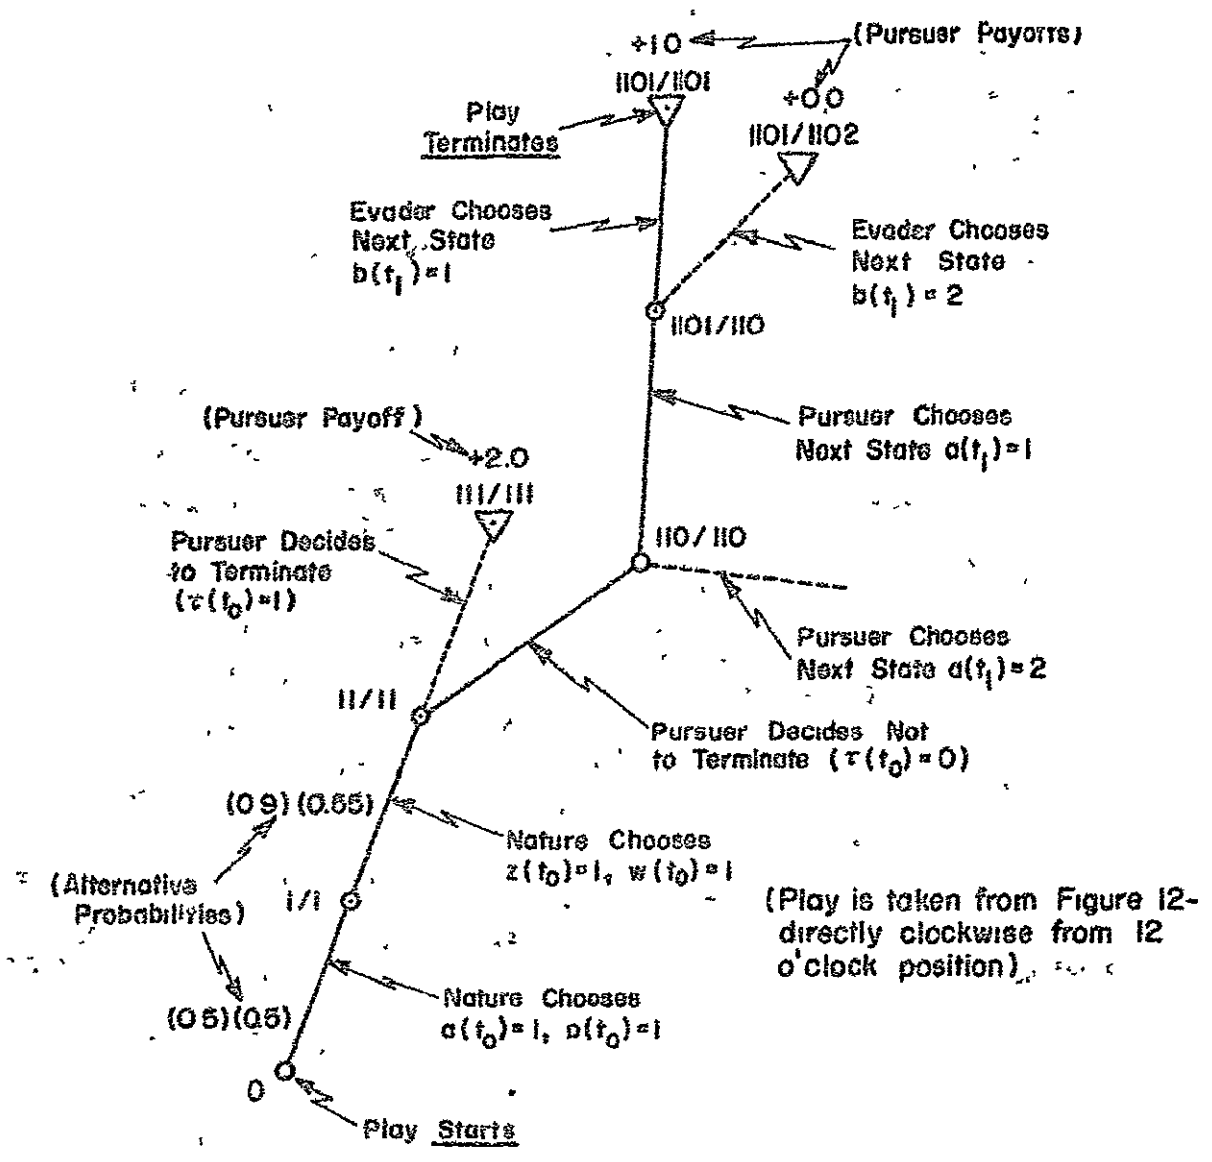 (Pursuer Payoffs)
+1 0
1101/1101
+0.0
1101/1102
Play
Terminates
Evader Chooses
Next State
b(t₁)=1
Evader Chooses
Next State
b(t₁)=2
1101/110
(Pursuer Payoff)
+2.0
111/111
Pursuer Chooses
Next State a(t₁)=1
Pursuer Decides
to Terminate
(τ(t₀)=1)
110/110
Pursuer Chooses
Next State a(t₁)=2
11/11
Pursuer Decides Not
to Terminate (τ(t₀)=0)
(0 9)(0.55)
Nature Chooses
z(t₀)=1, w(t₀)=1
(Alternative
Probabilities)
1/1
(Play is taken from Figure 12-
directly clockwise from 12
o'clock position)
(0 5)(0.5)
Nature Chooses
a(t₀)=1, b(t₀)=1
0
Play Starts